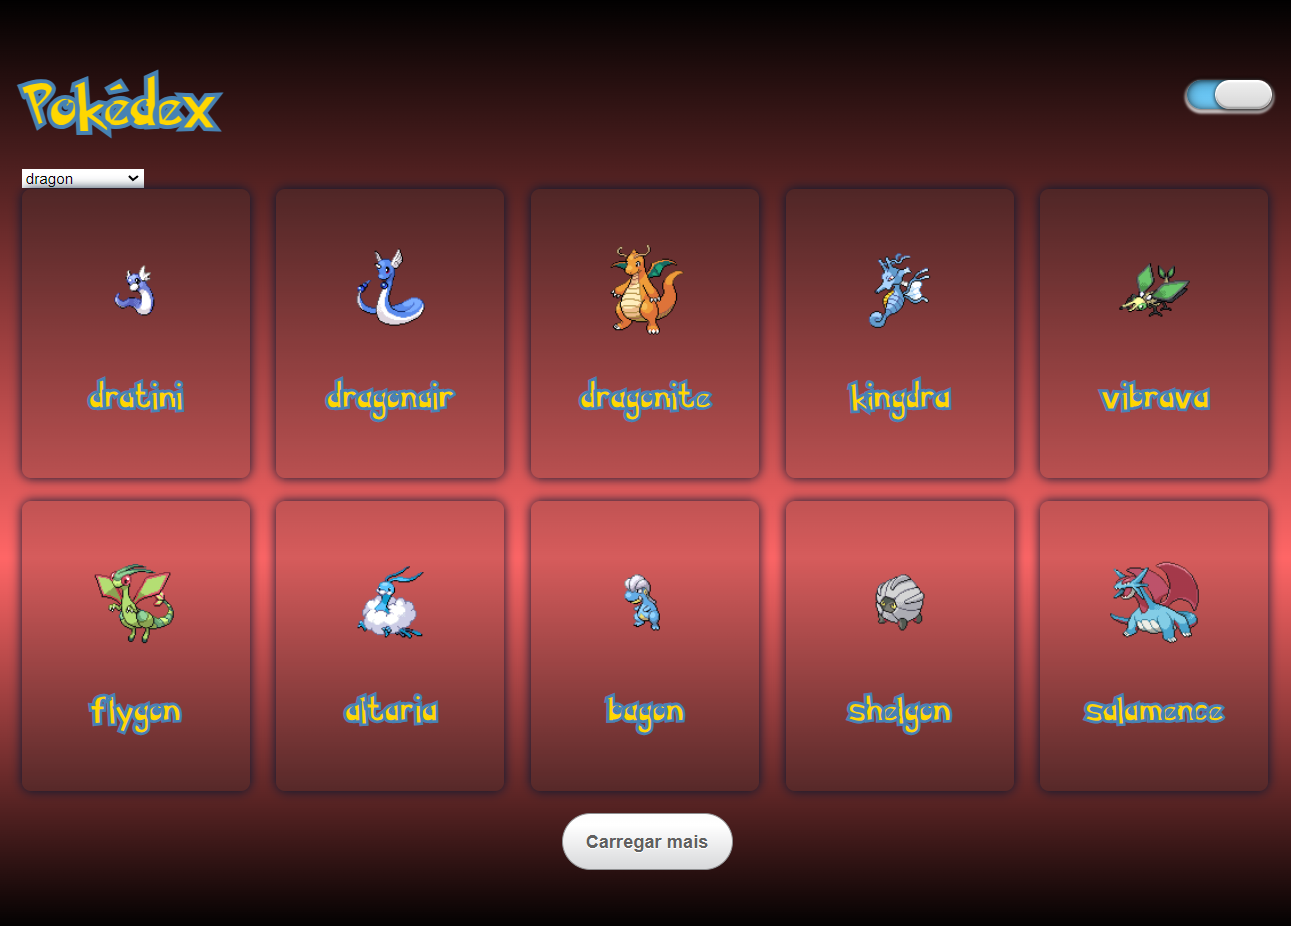 Pokédex
dragon
dratini
dragonair
dragonite
kingdra
vibrava
flygon
altaria
bagon
shelgon
salamence
Carregar mais